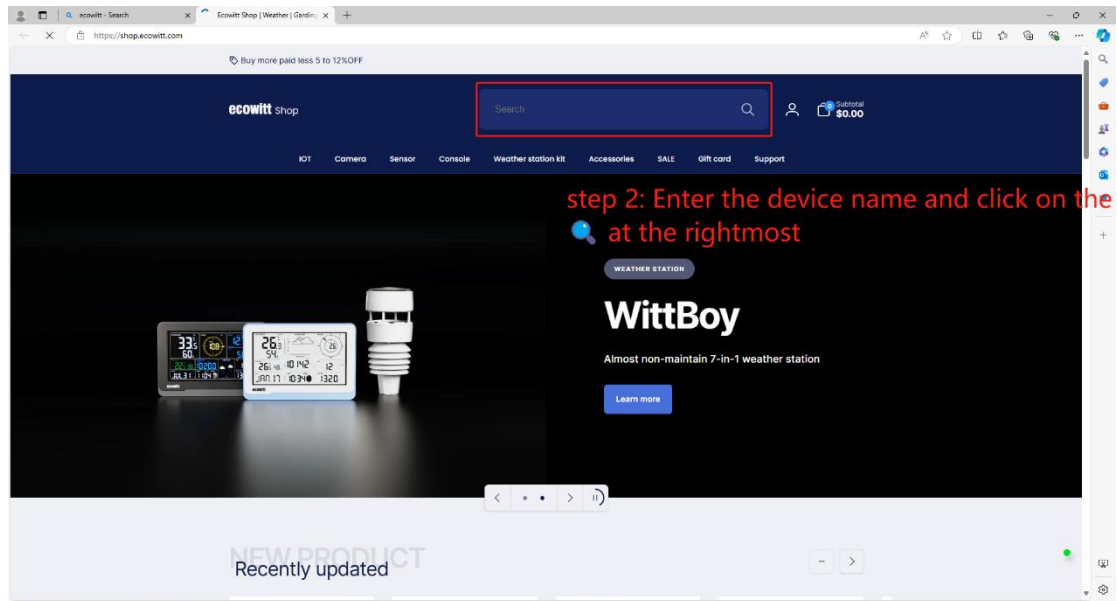 ecowitt - Search
Ecowitt Shop | Weather | Garding
https://shop.ecowitt.com
Buy more paid less 5 to 12%OFF
ecowitt Shop
Search
0
Subtotal
$0.00
IOT Camera Sensor Console Weather station kit Accessories SALE Gift card Support
step 2: Enter the device name and click on the
at the rightmost
WEATHER STATION
WittBoy
Almost non-maintain 7-in-1 weather station
Learn more
NEW PRODUCT
Recently updated